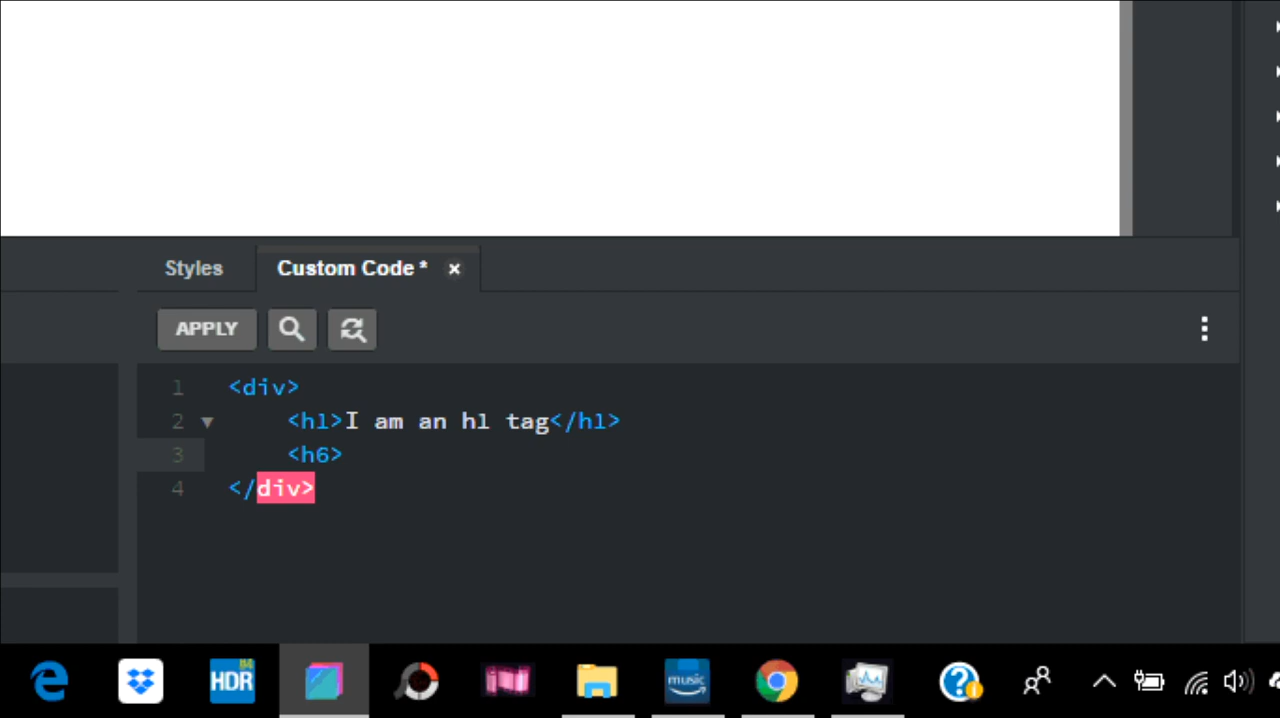 Styles Custom Code * ×
APPLY
1 <div>
2 <h1>I am an h1 tag</h1>
3 <h6>
4 </div>
HDR 84 music ?